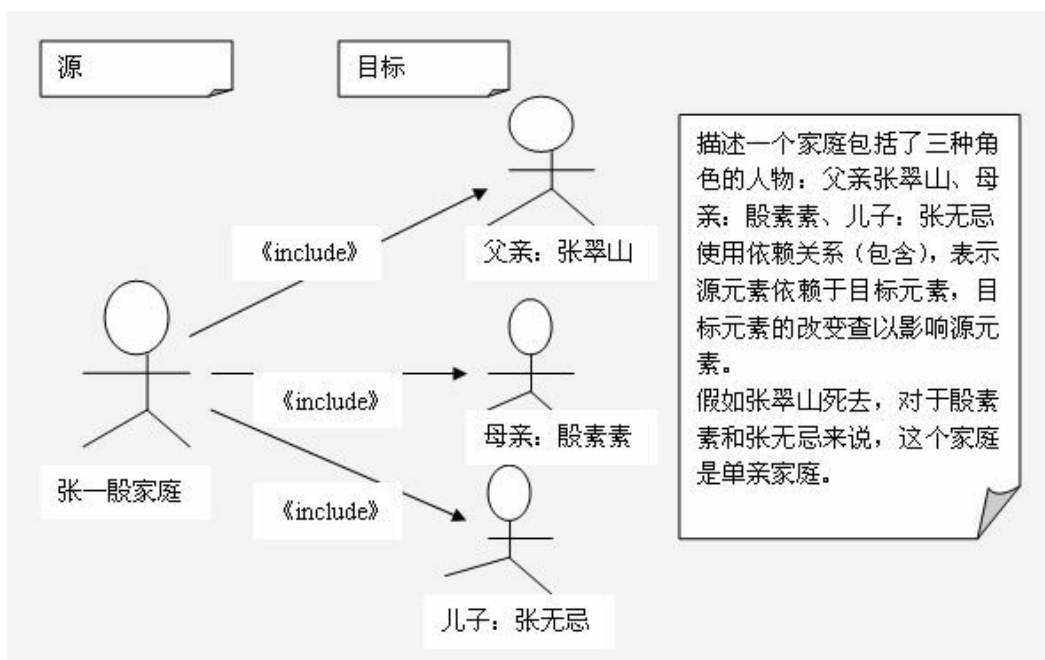 源
目标
《include》
父亲：张翠山
《include》
母亲：殷素素
张一殷家庭
《include》
儿子：张无忌
描述一个家庭包括了三种角
色的人物：父亲张翠山、母
亲：殷素素、儿子：张无忌
使用依赖关系（包含），表示
源元素依赖于目标元素，目
标元素的改变查以影响源元
素。
假如张翠山死去，对于殷素
素和张无忌来说，这个家庭
是单亲家庭。